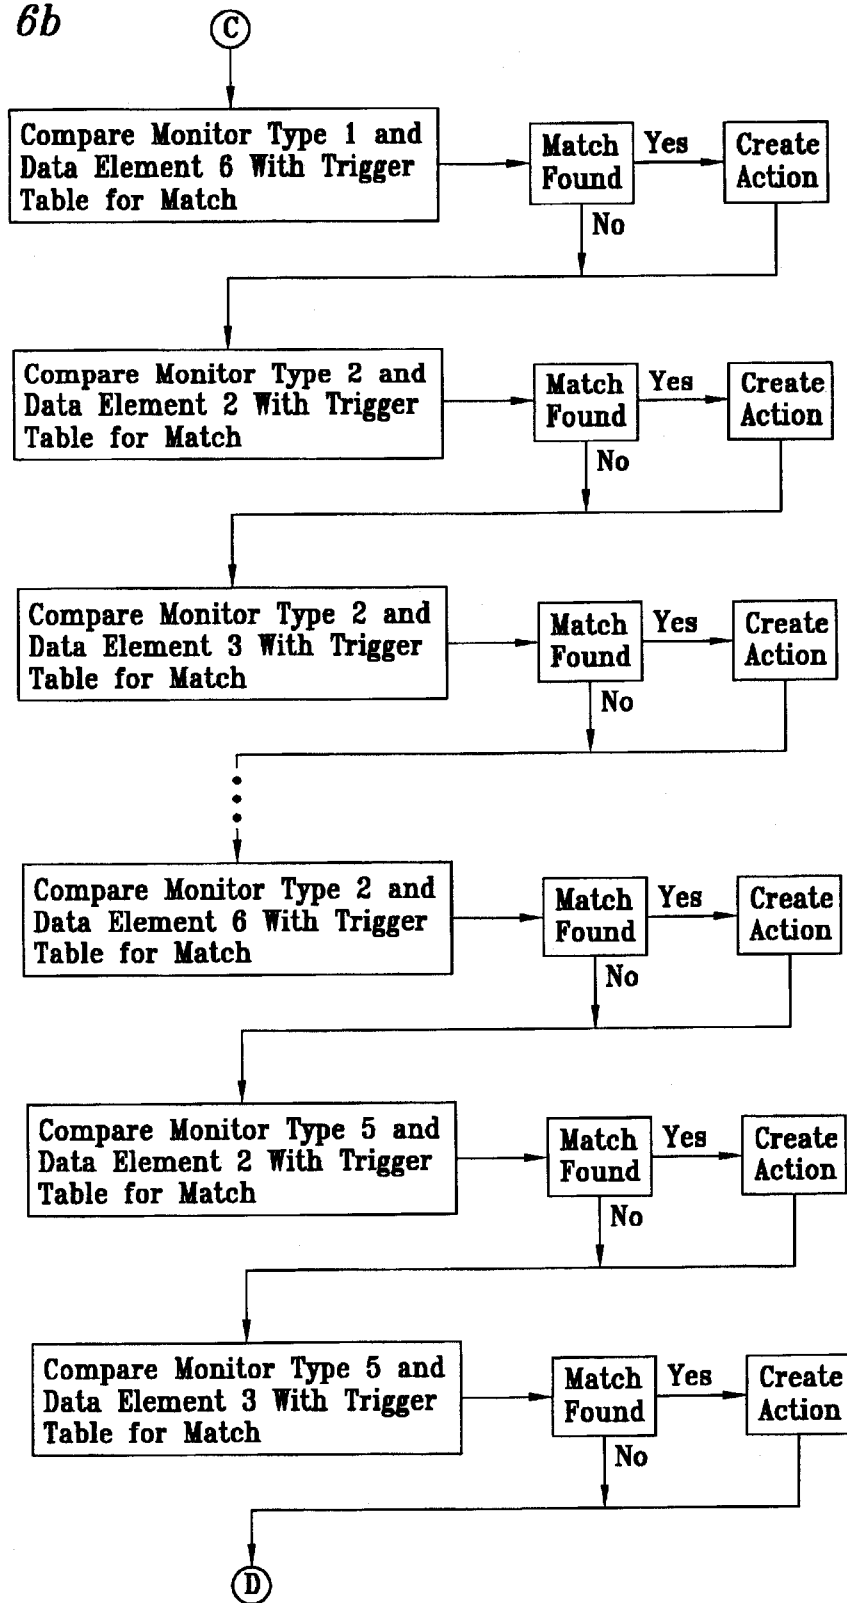 6b
C
Compare Monitor Type 1 and
Data Element 6 With Trigger
Table for Match
Match
Found
Yes
No
Create
Action
Compare Monitor Type 2 and
Data Element 2 With Trigger
Table for Match
Match
Found
Yes
No
Create
Action
Compare Monitor Type 2 and
Data Element 3 With Trigger
Table for Match
Match
Found
Yes
No
Create
Action
Compare Monitor Type 2 and
Data Element 6 With Trigger
Table for Match
Match
Found
Yes
No
Create
Action
Compare Monitor Type 5 and
Data Element 2 With Trigger
Table for Match
Match
Found
Yes
No
Create
Action
Compare Monitor Type 5 and
Data Element 3 With Trigger
Table for Match
Match
Found
Yes
No
Create
Action
D